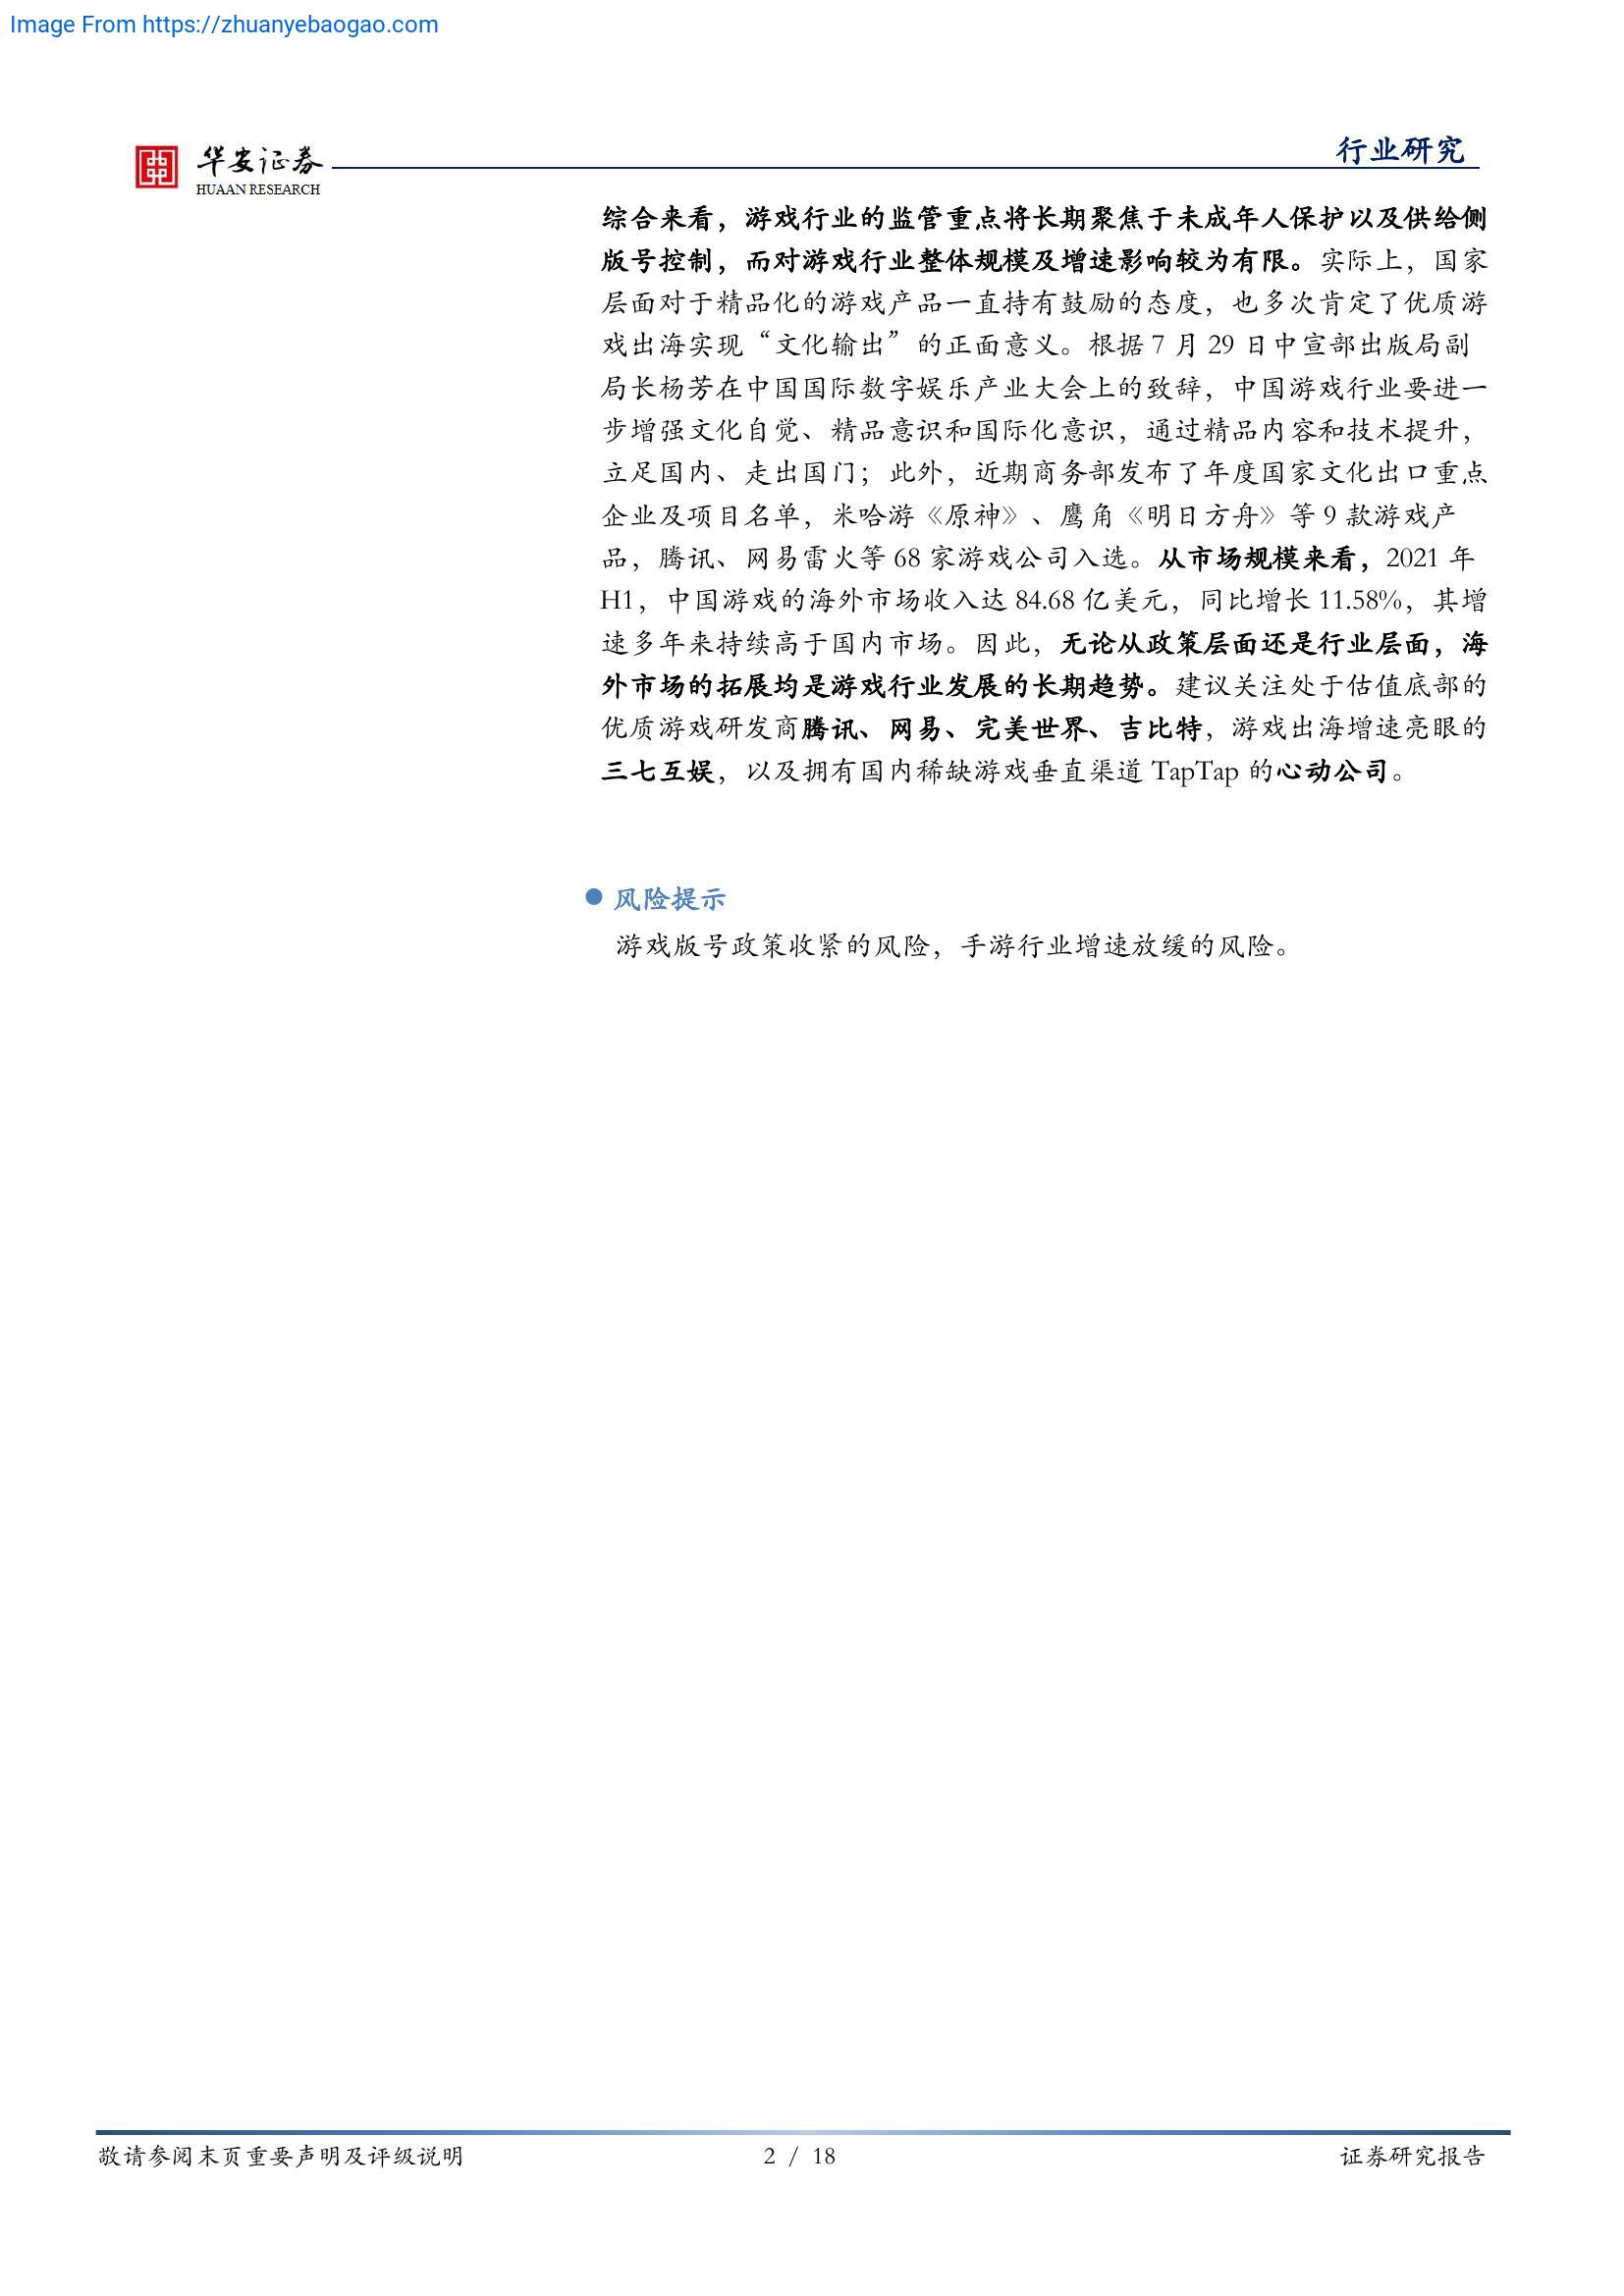 Image From https://zhuanyebaogao.com
华安证券
HUAAN RESEARCH
行业研究
综合来看，游戏行业的监管重点将长期聚焦于未成年人保护以及供给侧
版号控制，而对游戏行业整体规模及增速影响较为有限。实际上，国家
层面对于精品化的游戏产品一直持有鼓励的态度，也多次肯定了优质游
戏出海实现“文化输出”的正面意义。根据 7 月 29 日中宣部出版局副
局长杨芳在中国国际数字娱乐产业大会上的致辞，中国游戏行业要进一
步增强文化自觉、精品意识和国际化意识，通过精品内容和技术提升，
立足国内、走出国门；此外，近期商务部发布了年度国家文化出口重点
企业及项目名单，米哈游《原神》、鹰角《明日方舟》等 9 款游戏产
品，腾讯、网易雷火等 68 家游戏公司入选。从市场规模来看，2021 年
H1，中国游戏的海外市场收入达 84.68 亿美元，同比增长 11.58%，其增
速多年来持续高于国内市场。因此，无论从政策层面还是行业层面，海
外市场的拓展均是游戏行业发展的长期趋势。建议关注处于估值底部的
优质游戏研发商腾讯、网易、完美世界、吉比特，游戏出海增速亮眼的
三七互娱，以及拥有国内稀缺游戏垂直渠道 TapTap 的心动公司。
● 风险提示
游戏版号政策收紧的风险，手游行业增速放缓的风险。
敬请参阅末页重要声明及评级说明
2 / 18
证券研究报告